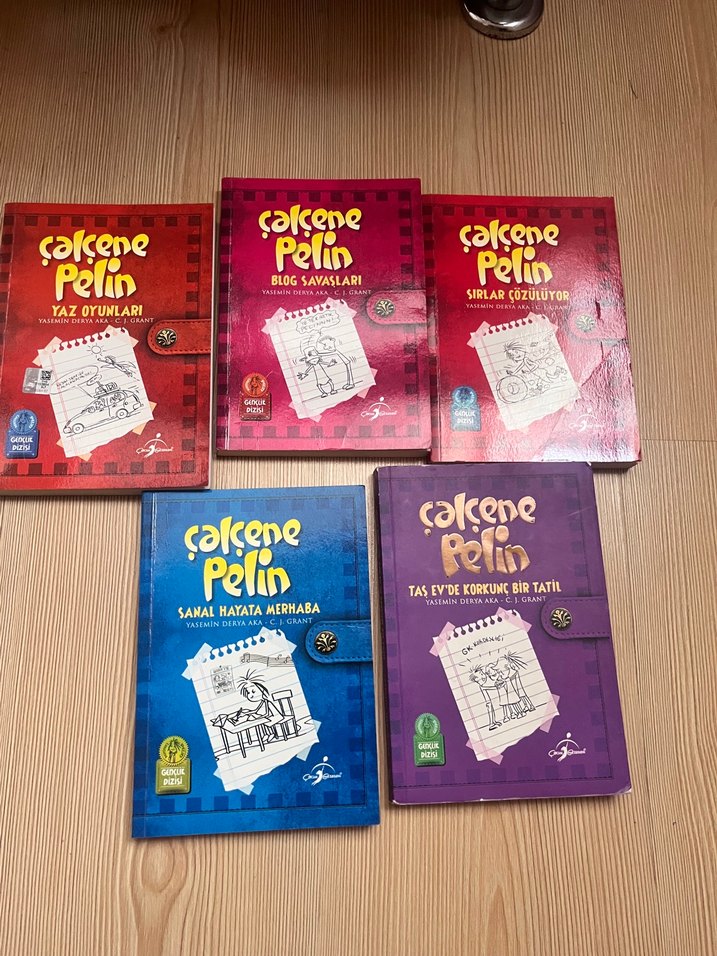 çalçene
Pelin
YAZ OYUNLARI
YASEMİN DERYA AKA - C. J. GRANT
GENÇLİK
DİZİSİ
çalçene
Pelin
BLOG SAVAŞLARI
YASEMİN DERYA AKA - C. J. GRANT
GENÇLİK
DİZİSİ
çalçene
Pelin
SIRLAR ÇÖZÜLÜYOR
YASEMİN DERYA AKA - C. J. GRANT
GENÇLİK
DİZİSİ
çalçene
Pelin
SANAL HAYATA MERHABA
YASEMİN DERYA AKA - C. J. GRANT
GENÇLİK
DİZİSİ
çalçene
Pelin
TAŞ EV'DE KORKUNÇ BİR TATİL
YASEMİN DERYA AKA - C. J. GRANT
GENÇLİK
DİZİSİ